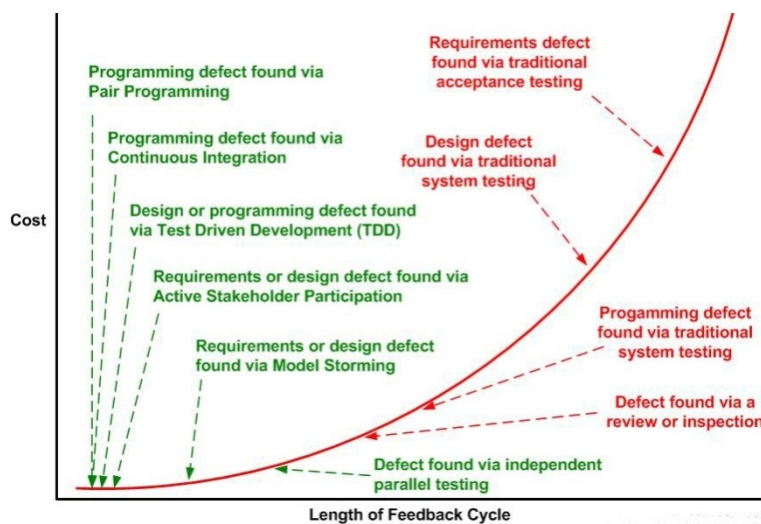 Programming defect found via
Pair Programming
Programming defect found via
Continuous Integration
Design or programming defect found
via Test Driven Development (TDD)
Requirements or design defect found via
Active Stakeholder Participation
Requirements or design defect
found via Model Storming
Defect found via independent
parallel testing
Requirements defect
found via traditional
acceptance testing
Design defect
found via traditional
system testing
Progamming defect
found via traditional
system testing
Defect found via a
review or inspection
Cost
Length of Feedback Cycle